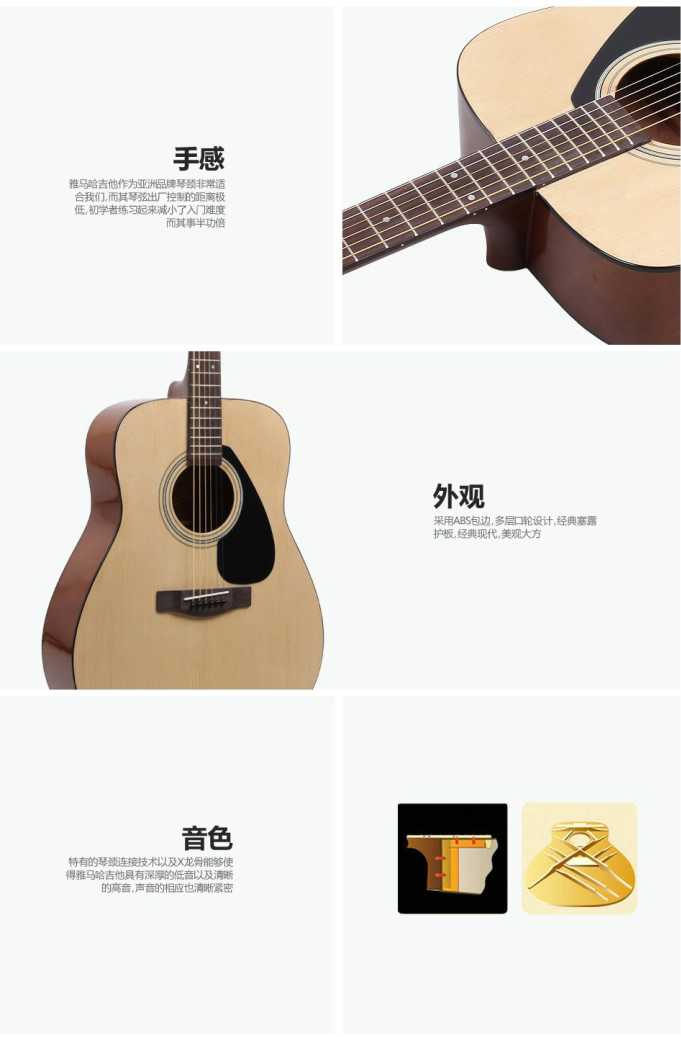 手感
雅马哈吉他作为亚洲品牌琴颈非常适
合我们，而其琴弦出厂控制的距离极
低，初学者练习起来减小了入门难度
而其事半功倍
外观
采用ABS包边，多层口轮设计，经典塞露
护板，经典现代，美观大方
音色
特有的琴颈连接技术以及X龙骨能够使
得雅马哈吉他具有深厚的低音以及清晰
的高音，声音的相应也清晰紧密